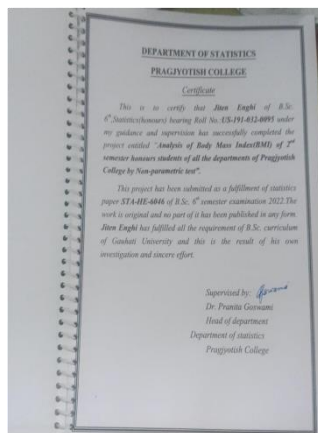 DEPARTMENT OF STATISTICS
PRAGJYOTISH COLLEGE
Certificate
This is to certify that Jiten Enghi of B.Sc.
6th Statistics(honours) bearing Roll No.:US-191-032-0095 under
my guidance and supervision has successfully completed the
project entitled "Analysis of Body Mass Index(BMI) of 2nd
semester honours students of all the departments of Pragjyotish
College by Non-parametric test".
This project has been submitted as a fulfillment of statistics
paper STA-HE-6046 of B.Sc. 6th semester examination 2022.The
work is original and no part of it has been published in any form.
Jiten Enghi has fulfilled all the requirement of B.Sc. curriculum
of Gauhati University and this is the result of his own
investigation and sincere effort.
Supervised by: Goswami
Dr. Pranita Goswami
Head of department
Department of statistics
Pragjyotish College